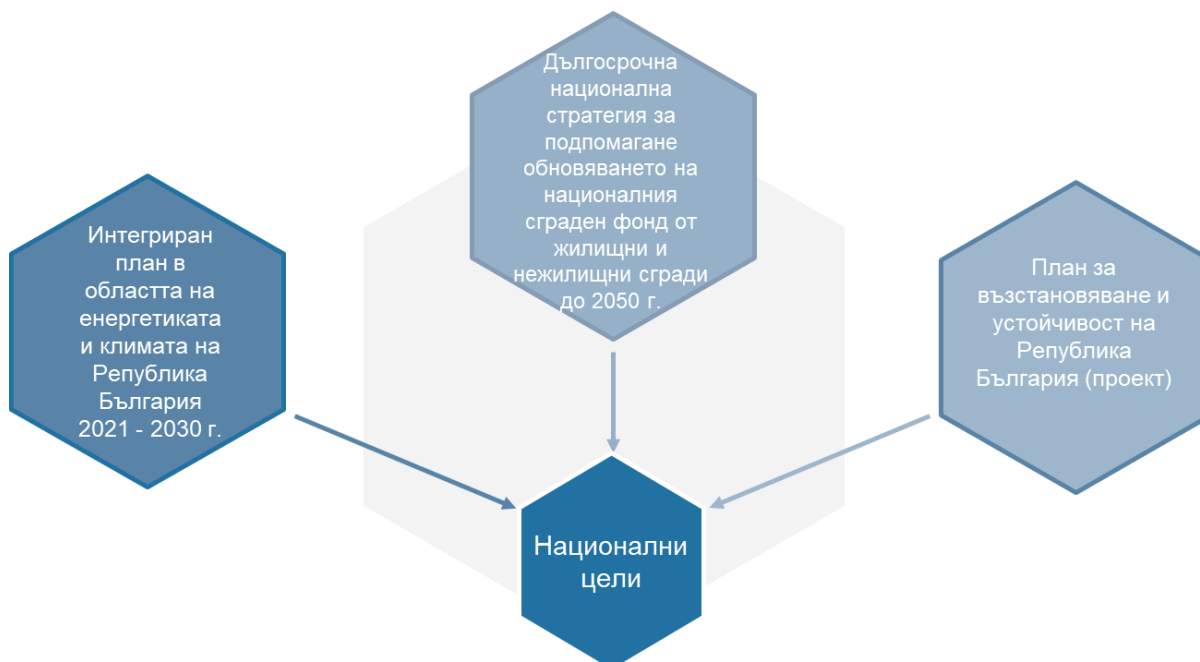 Дългосрочна
национална
стратегия за
подпомагане
обновяването на
националния
сграден фонд от
жилищни и
нежилищни сгради
до 2050 г.
Интегриран
план в
областта на
енергетиката
и климата на
Република
България
2021 - 2030 г.
План за
възстановяване и
устойчивост на
Република
България (проект)
Национални
цели